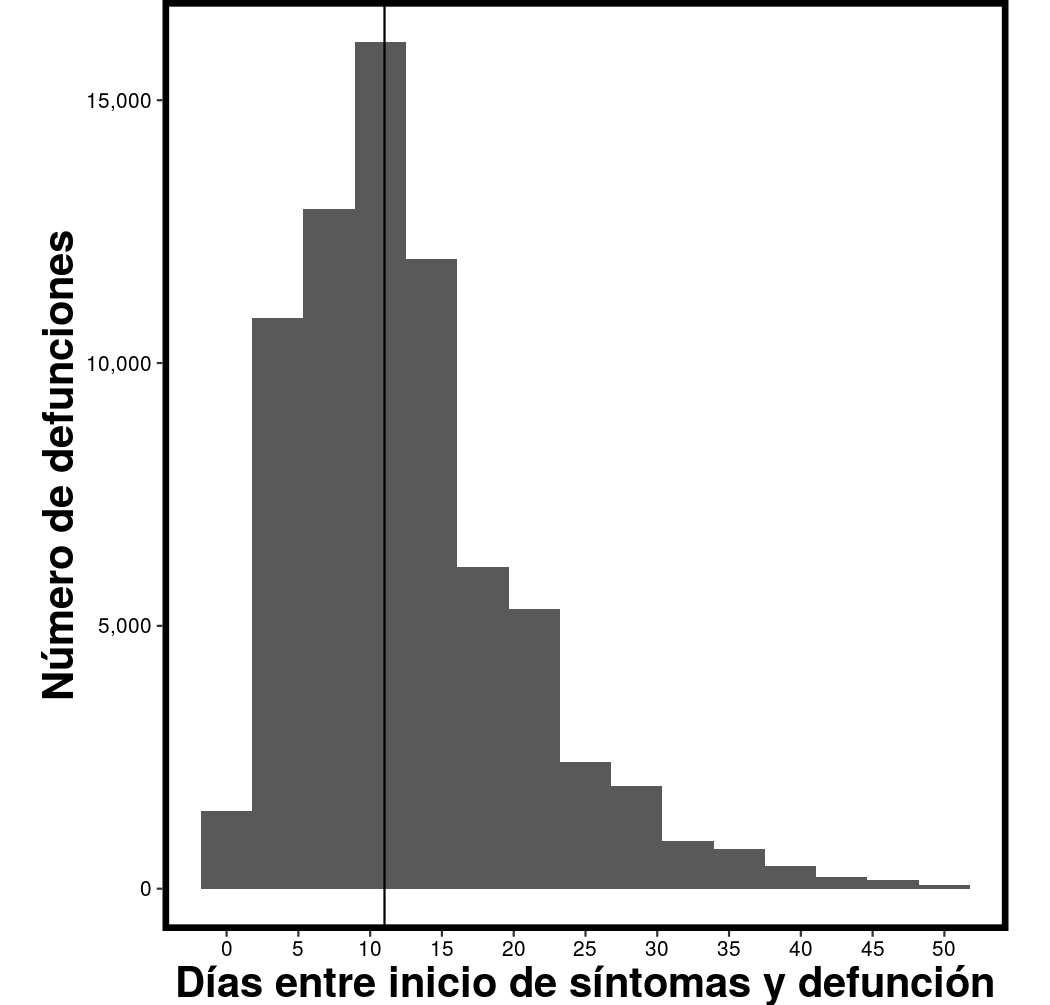 Número de defunciones
15,000
10,000
5,000
0
0 5 10 15 20 25 30 35 40 45 50
Días entre inicio de síntomas y defunción